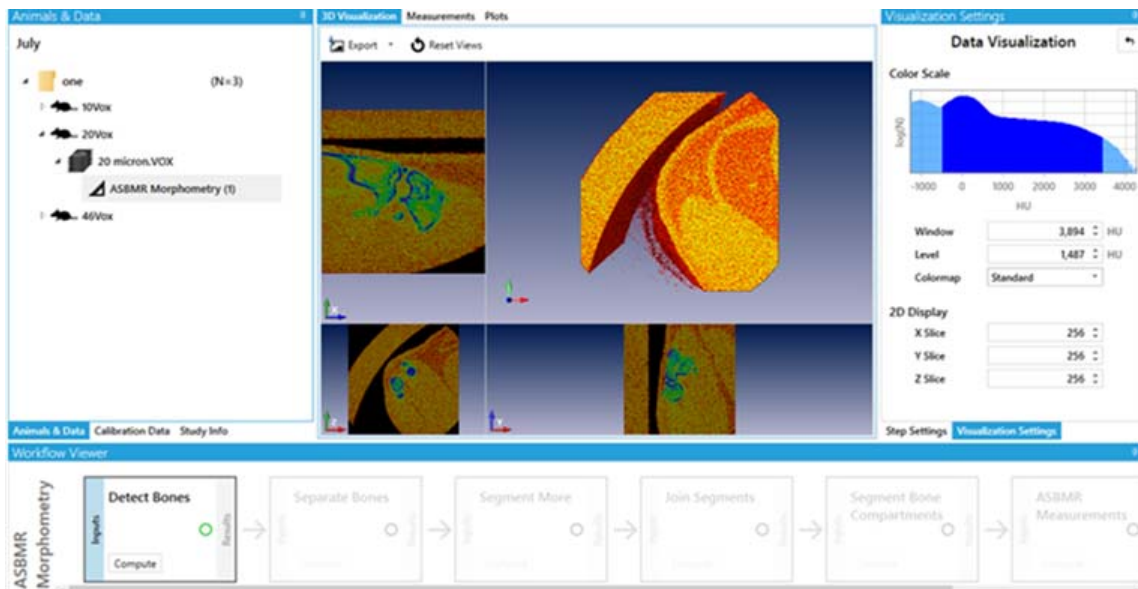 Animals & Data
July
one (N=3)
10Vox
20Vox
20 micron.VOX
ASBMR Morphometry (1)
46Vox
Animals & Data Calibration Data Study Info
3D Visualization Measurements Plots
Export Reset Views
X
Z
Y
Visualization Settings
Data Visualization
Color Scale
log(N)
-1000 0 1000 2000 3000 4000
HU
Window 3,894 HU
Level 1,487 HU
Colormap Standard
2D Display
X Slice 256
Y Slice 256
Z Slice 256
Step Settings Visualization Settings
Workflow Viewer
ASBMR
Morphometry
Inputs
Detect Bones
Compute
Results
Separate Bones
Segment More
Join Segments
Segment Bone
Compartments
ASBMR
Measurements